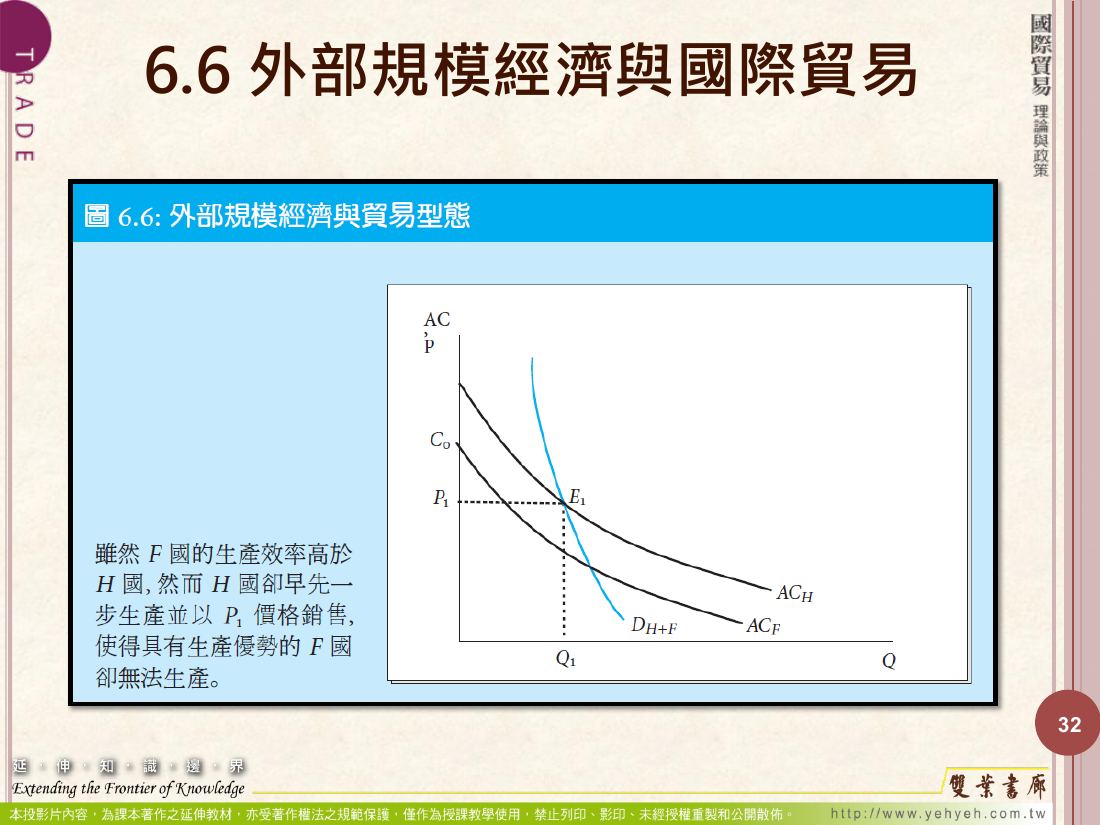 TRADE
國際貿易 理論與政策
6.6 外部規模經濟與國際貿易
圖 6.6: 外部規模經濟與貿易型態
AC
,
P
C₀
P₁
E₁
AC_H
D_H+F
AC_F
Q₁
Q
雖然 F 國的生產效率高於
H 國, 然而 H 國卻早先一
步生產並以 P₁ 價格銷售,
使得具有生產優勢的 F 國
卻無法生產。
32
延。伸。知。識。邊。界
Extending the Frontier of Knowledge
雙葉書廊
本投影片內容，為課本著作之延伸教材，亦受著作權法之規範保護，僅作為授課教學使用，禁止列印、影印、未經授權重製和公開散佈。
http://www.yehyeh.com.tw